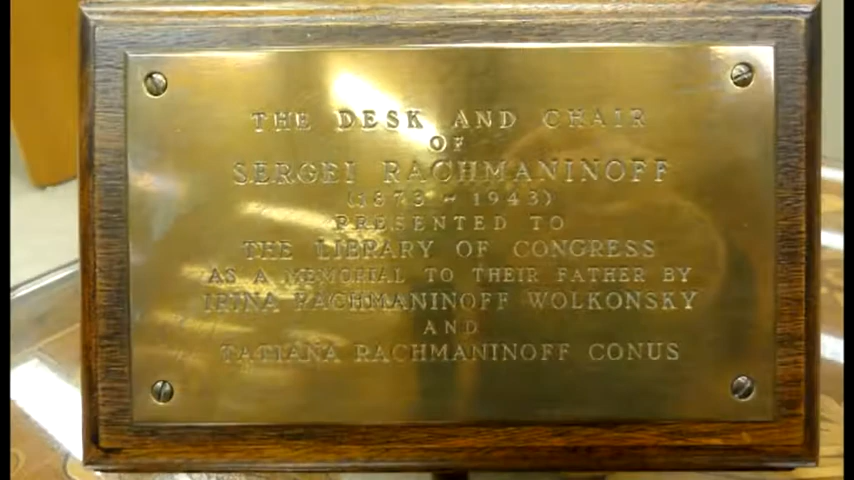 THE DESK AND CHAIR
OF
SERGEI RACHMANINOFF
(1873 - 1943)
PRESENTED TO
THE LIBRARY OF CONGRESS
AS A MEMORIAL TO THEIR FATHER BY
IRINA RACHMANINOFF WOLKONSKY
AND
TATIANA RACHMANINOFF CONUS